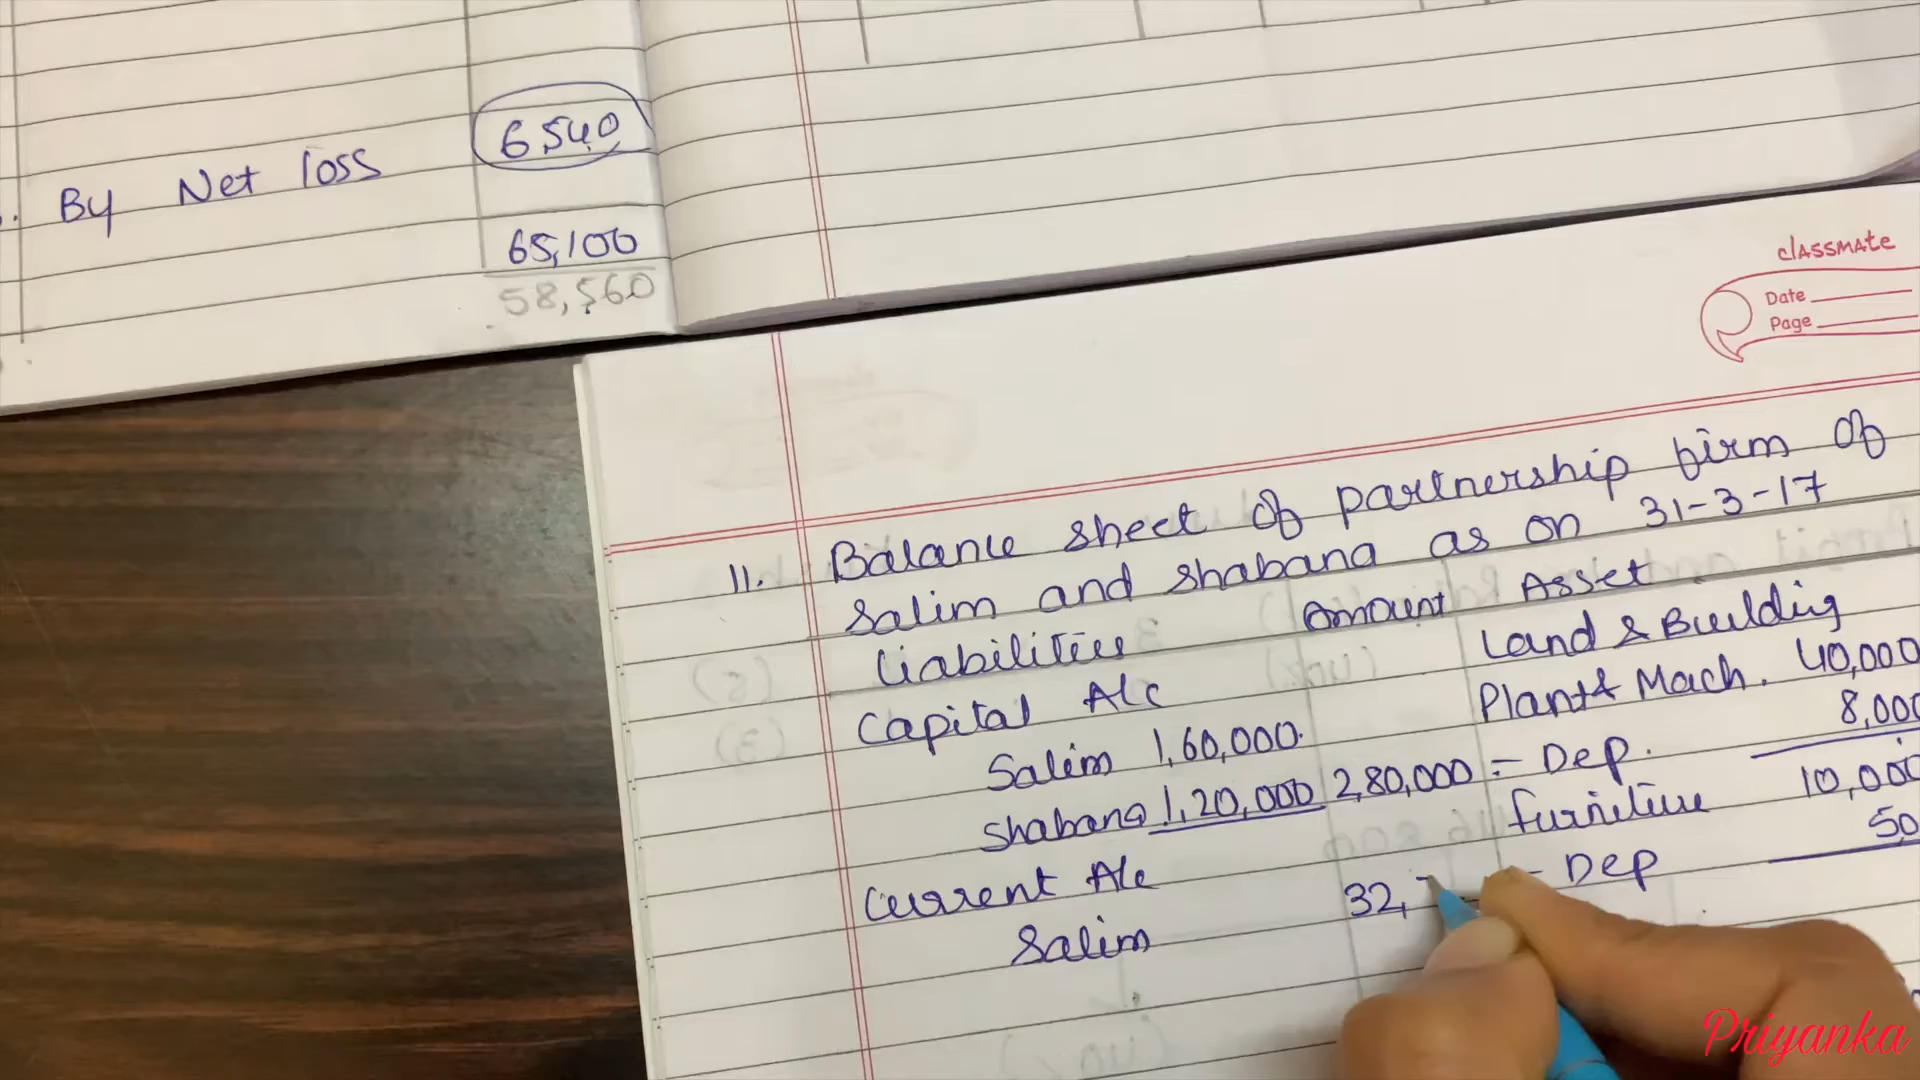 6,540
By Net loss
65,100
58,560
classmate
Date
Page
11. Balance sheet of partnership firm of
Salim and shabana as on 31-3-17
Liabilities Amount Asset
Capital A/c Land & Building
Salim 1,60,000. Plant & Mach. 40,000
Shabana 1,20,000 2,80,000 - Dep. 8,000
Current A/c Furniture 10,000
Salim 32, - Dep 50
Priyanka